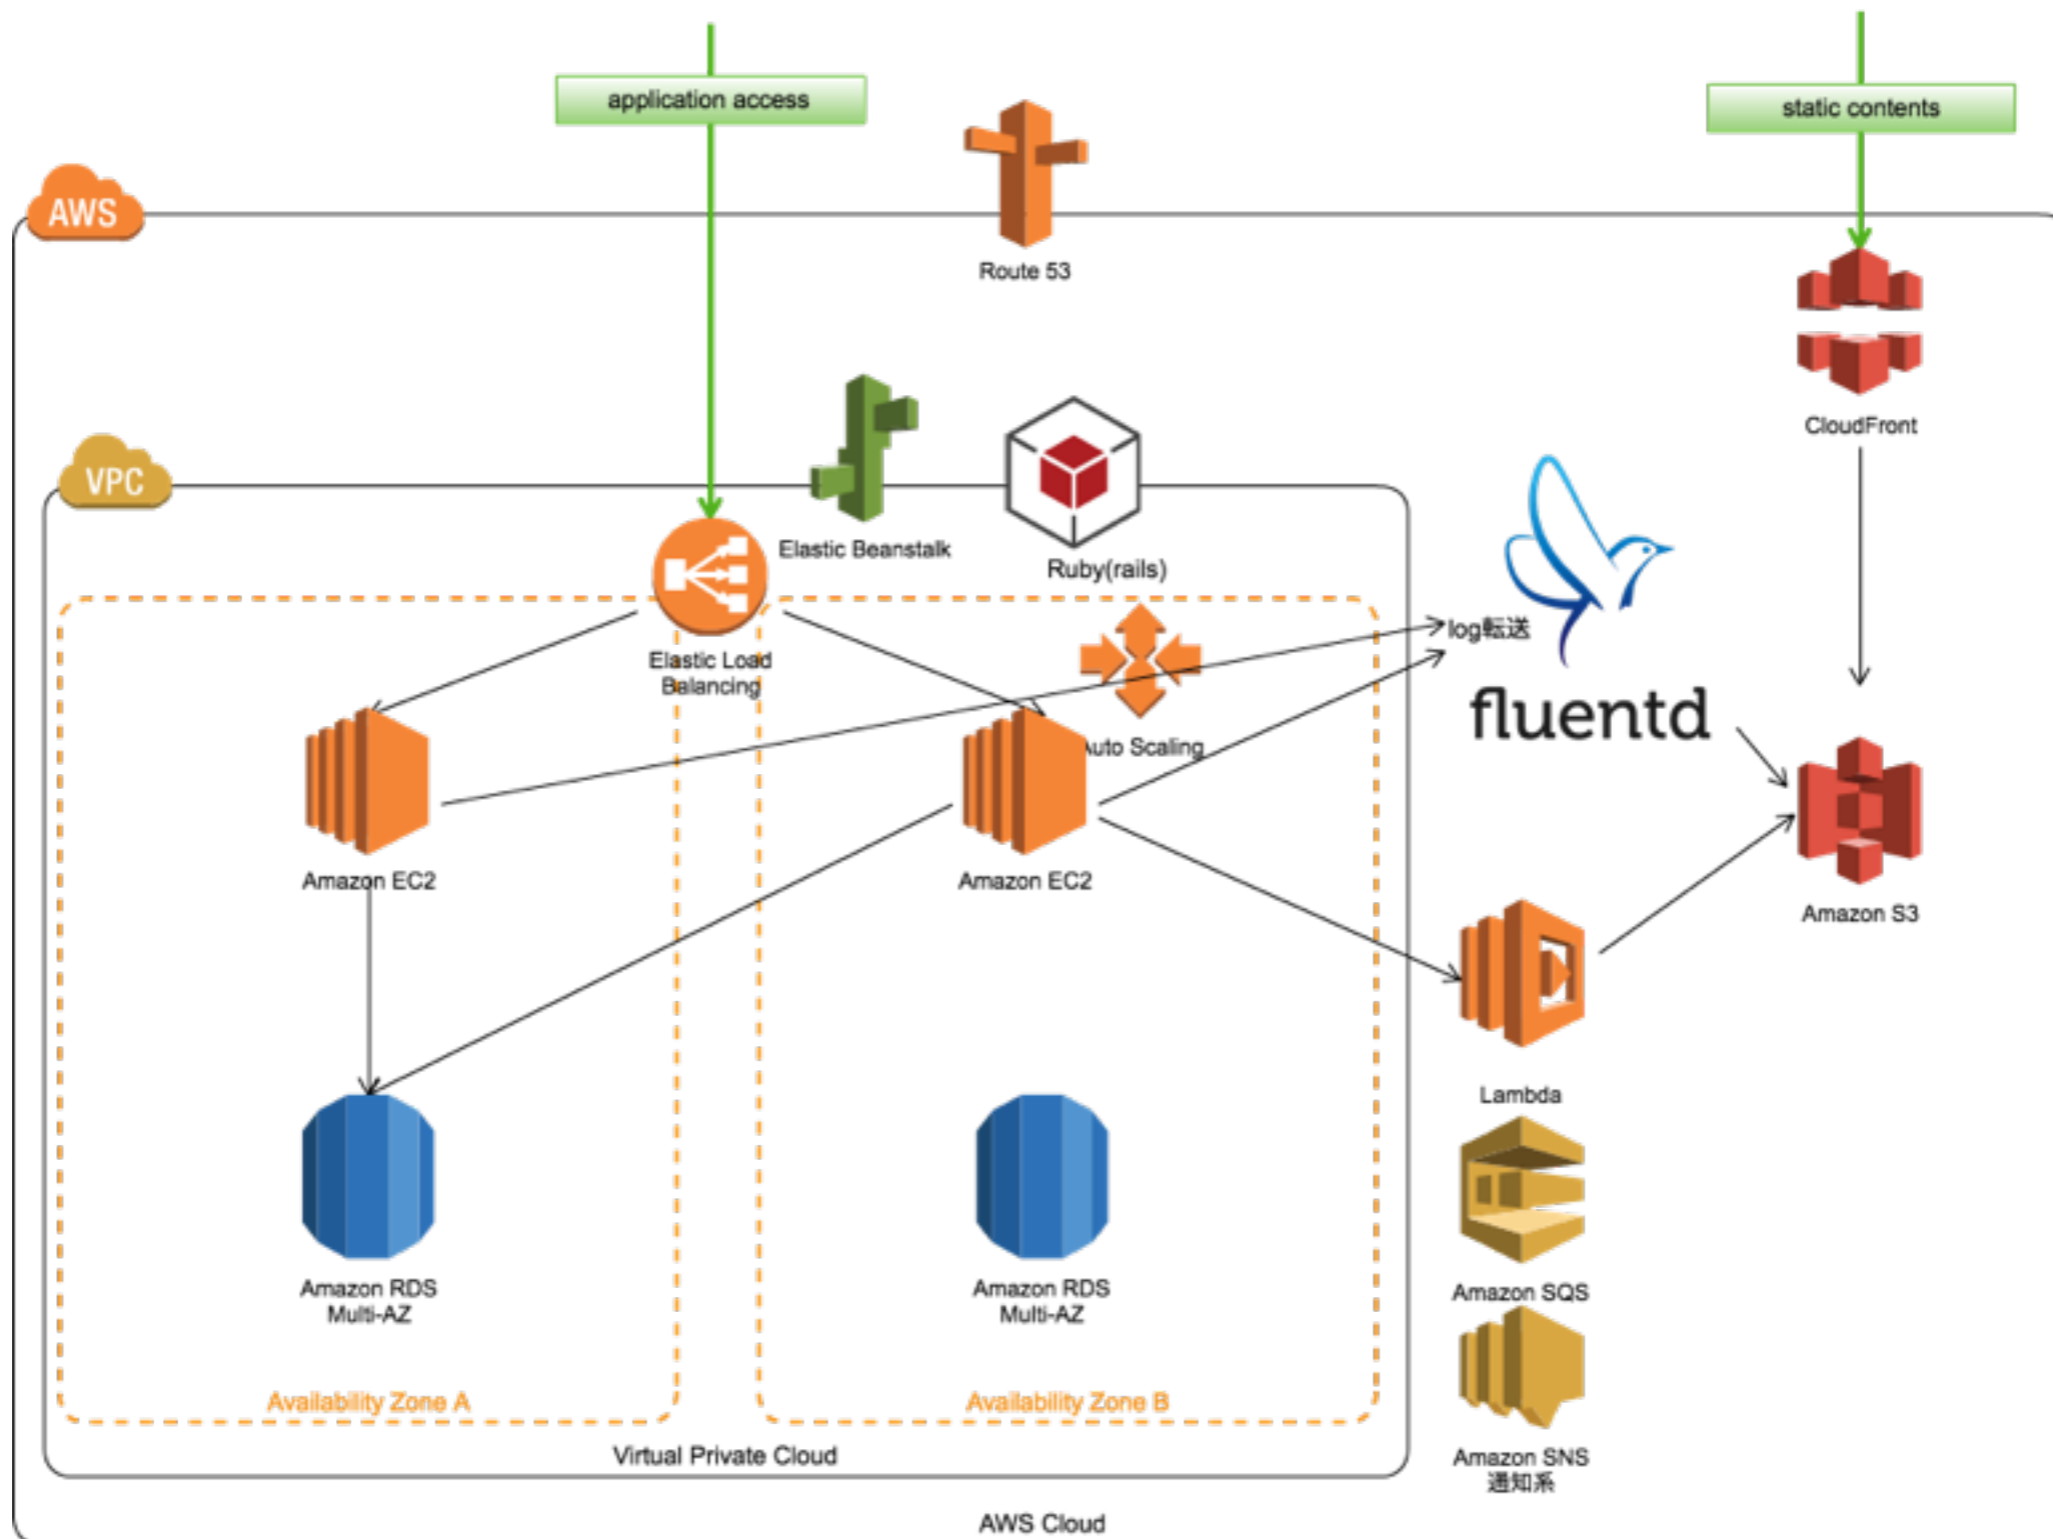 application access
static contents
AWS
Route 53
CloudFront
VPC
Elastic Beanstalk
Ruby(rails)
log転送
Elastic Load
Balancing
fluentd
Auto Scaling
Amazon EC2
Amazon EC2
Amazon S3
Lambda
Amazon RDS
Multi-AZ
Amazon RDS
Multi-AZ
Amazon SQS
Availability Zone A
Availability Zone B
Virtual Private Cloud
Amazon SNS
通知系
AWS Cloud